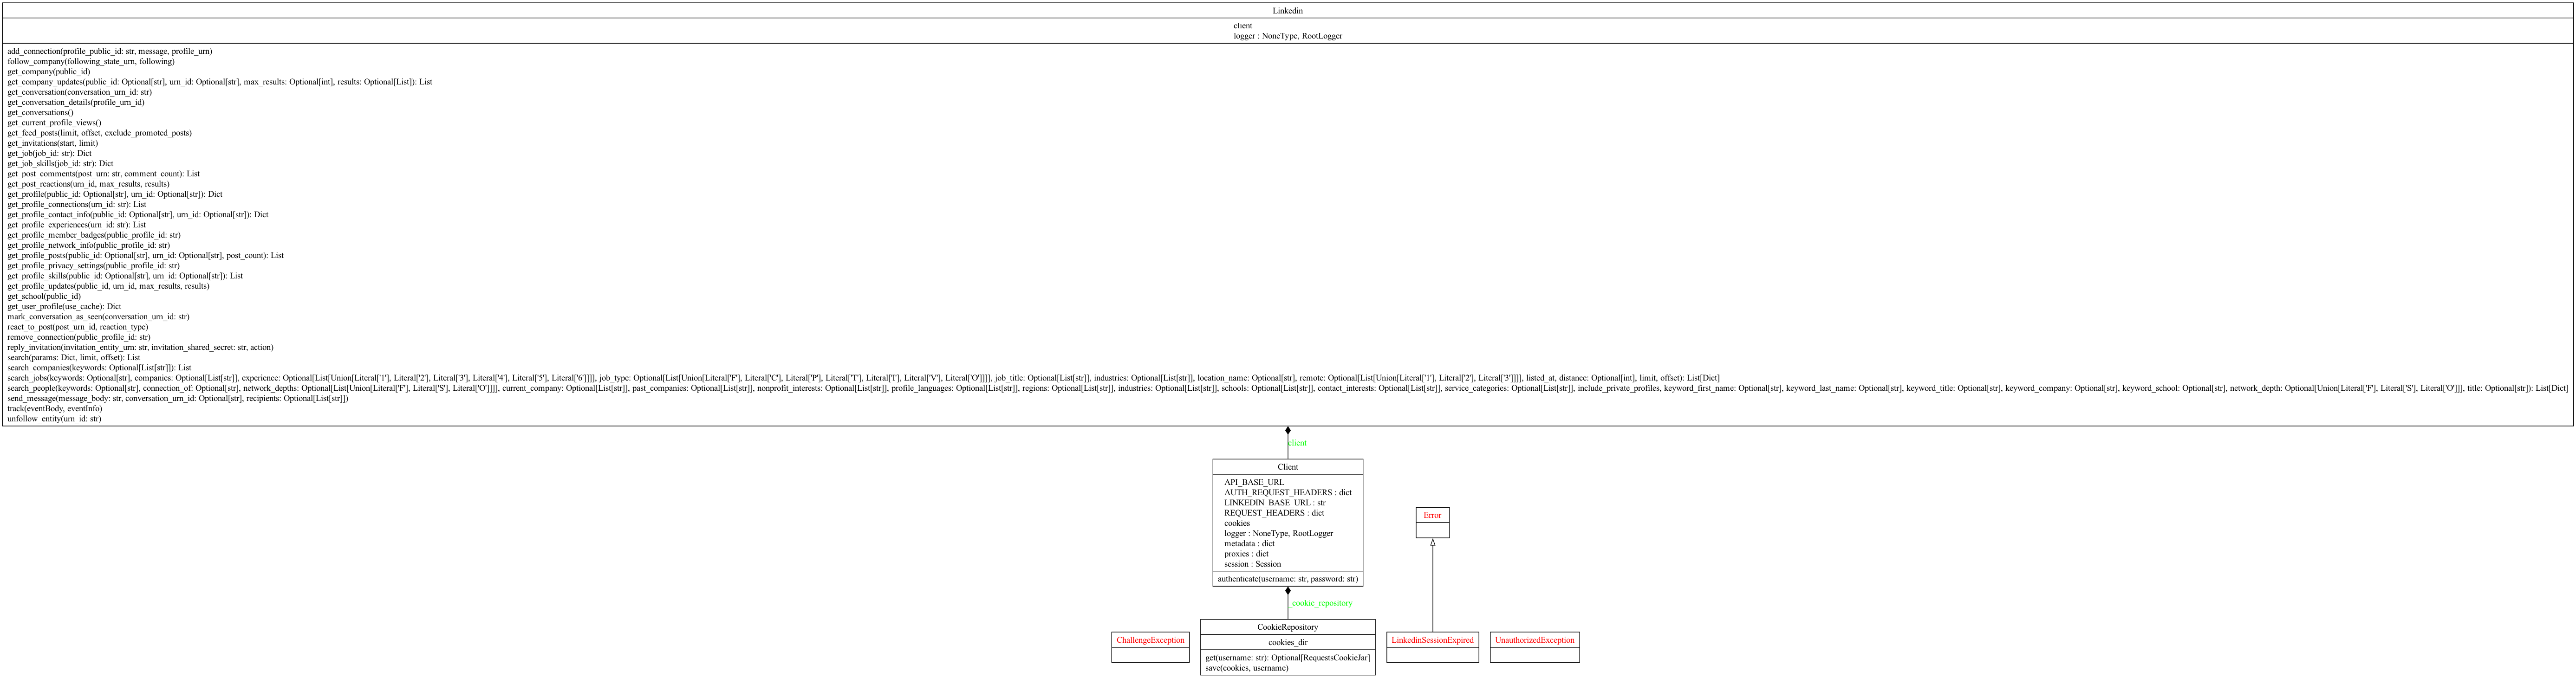 Linkedin
client
logger : NoneType, RootLogger
add_connection(profile_public_id: str, message, profile_urn)
follow_company(following_state_urn, following)
get_company(public_id)
get_company_updates(public_id: Optional[str], urn_id: Optional[str], max_results: Optional[int], results: Optional[List]): List
get_conversation(conversation_urn_id: str)
get_conversation_details(profile_urn_id)
get_conversations()
get_current_profile_views()
get_feed_posts(limit, offset, exclude_promoted_posts)
get_invitations(start, limit)
get_job(job_id: str): Dict
get_job_skills(job_id: str): Dict
get_post_comments(post_urn: str, comment_count): List
get_post_reactions(urn_id, max_results, results)
get_profile(public_id: Optional[str], urn_id: Optional[str]): Dict
get_profile_connections(urn_id: str): List
get_profile_contact_info(public_id: Optional[str], urn_id: Optional[str]): Dict
get_profile_experiences(urn_id: str): List
get_profile_member_badges(public_profile_id: str)
get_profile_network_info(public_profile_id: str)
get_profile_posts(public_id: Optional[str], urn_id: Optional[str], post_count): List
get_profile_privacy_settings(public_profile_id: str)
get_profile_skills(public_id: Optional[str], urn_id: Optional[str]): List
get_profile_updates(public_id, urn_id, max_results, results)
get_school(public_id)
get_user_profile(use_cache): Dict
mark_conversation_as_seen(conversation_urn_id: str)
react_to_post(post_urn_id, reaction_type)
remove_connection(public_profile_id: str)
reply_invitation(invitation_entity_urn: str, invitation_shared_secret: str, action)
search(params: Dict, limit, offset): List
search_companies(keywords: Optional[List[str]]): List
search_jobs(keywords: Optional[str], companies: Optional[List[str]], experience: Optional[List[Union[Literal['1'], Literal['2'], Literal['3'], Literal['4'], Literal['5'], Literal['6']]]], job_type: Optional[List[Union[Literal['F'], Literal['C'], Literal['P'], Literal['T'], Literal['I'], Literal['V'], Literal['O']]]], job_title: Optional[List[str]], industries: Optional[List[str]], location_name: Optional[str], remote: Optional[List[Union[Literal['1'], Literal['2'], Literal['3']]]], listed_at, distance: Optional[int], limit, offset): List[Dict]
search_people(keywords: Optional[str], connection_of: Optional[str], network_depths: Optional[List[Union[Literal['F'], Literal['S'], Literal['O']]]], current_company: Optional[List[str]], past_companies: Optional[List[str]], nonprofit_interests: Optional[List[str]], profile_languages: Optional[List[str]], regions: Optional[List[str]], industries: Optional[List[str]], schools: Optional[List[str]], contact_interests: Optional[List[str]], service_categories: Optional[List[str]], include_private_profiles, keyword_first_name: Optional[str], keyword_last_name: Optional[str], keyword_title: Optional[str], keyword_company: Optional[str], keyword_school: Optional[str], network_depth: Optional[Union[Literal['F'], Literal['S'], Literal['O']]], title: Optional[str]): List[Dict]
send_message(message_body: str, conversation_urn_id: Optional[str], recipients: Optional[List[str]])
track(eventBody, eventInfo)
unfollow_entity(urn_id: str)
client
Client
API_BASE_URL
AUTH_REQUEST_HEADERS : dict
LINKEDIN_BASE_URL : str
REQUEST_HEADERS : dict
cookies
logger : NoneType, RootLogger
metadata : dict
proxies : dict
session : Session
authenticate(username: str, password: str)
Error
_cookie_repository
ChallengeException
CookieRepository
cookies_dir
get(username: str): Optional[RequestsCookieJar]
save(cookies, username)
LinkedinSessionExpired
UnauthorizedException